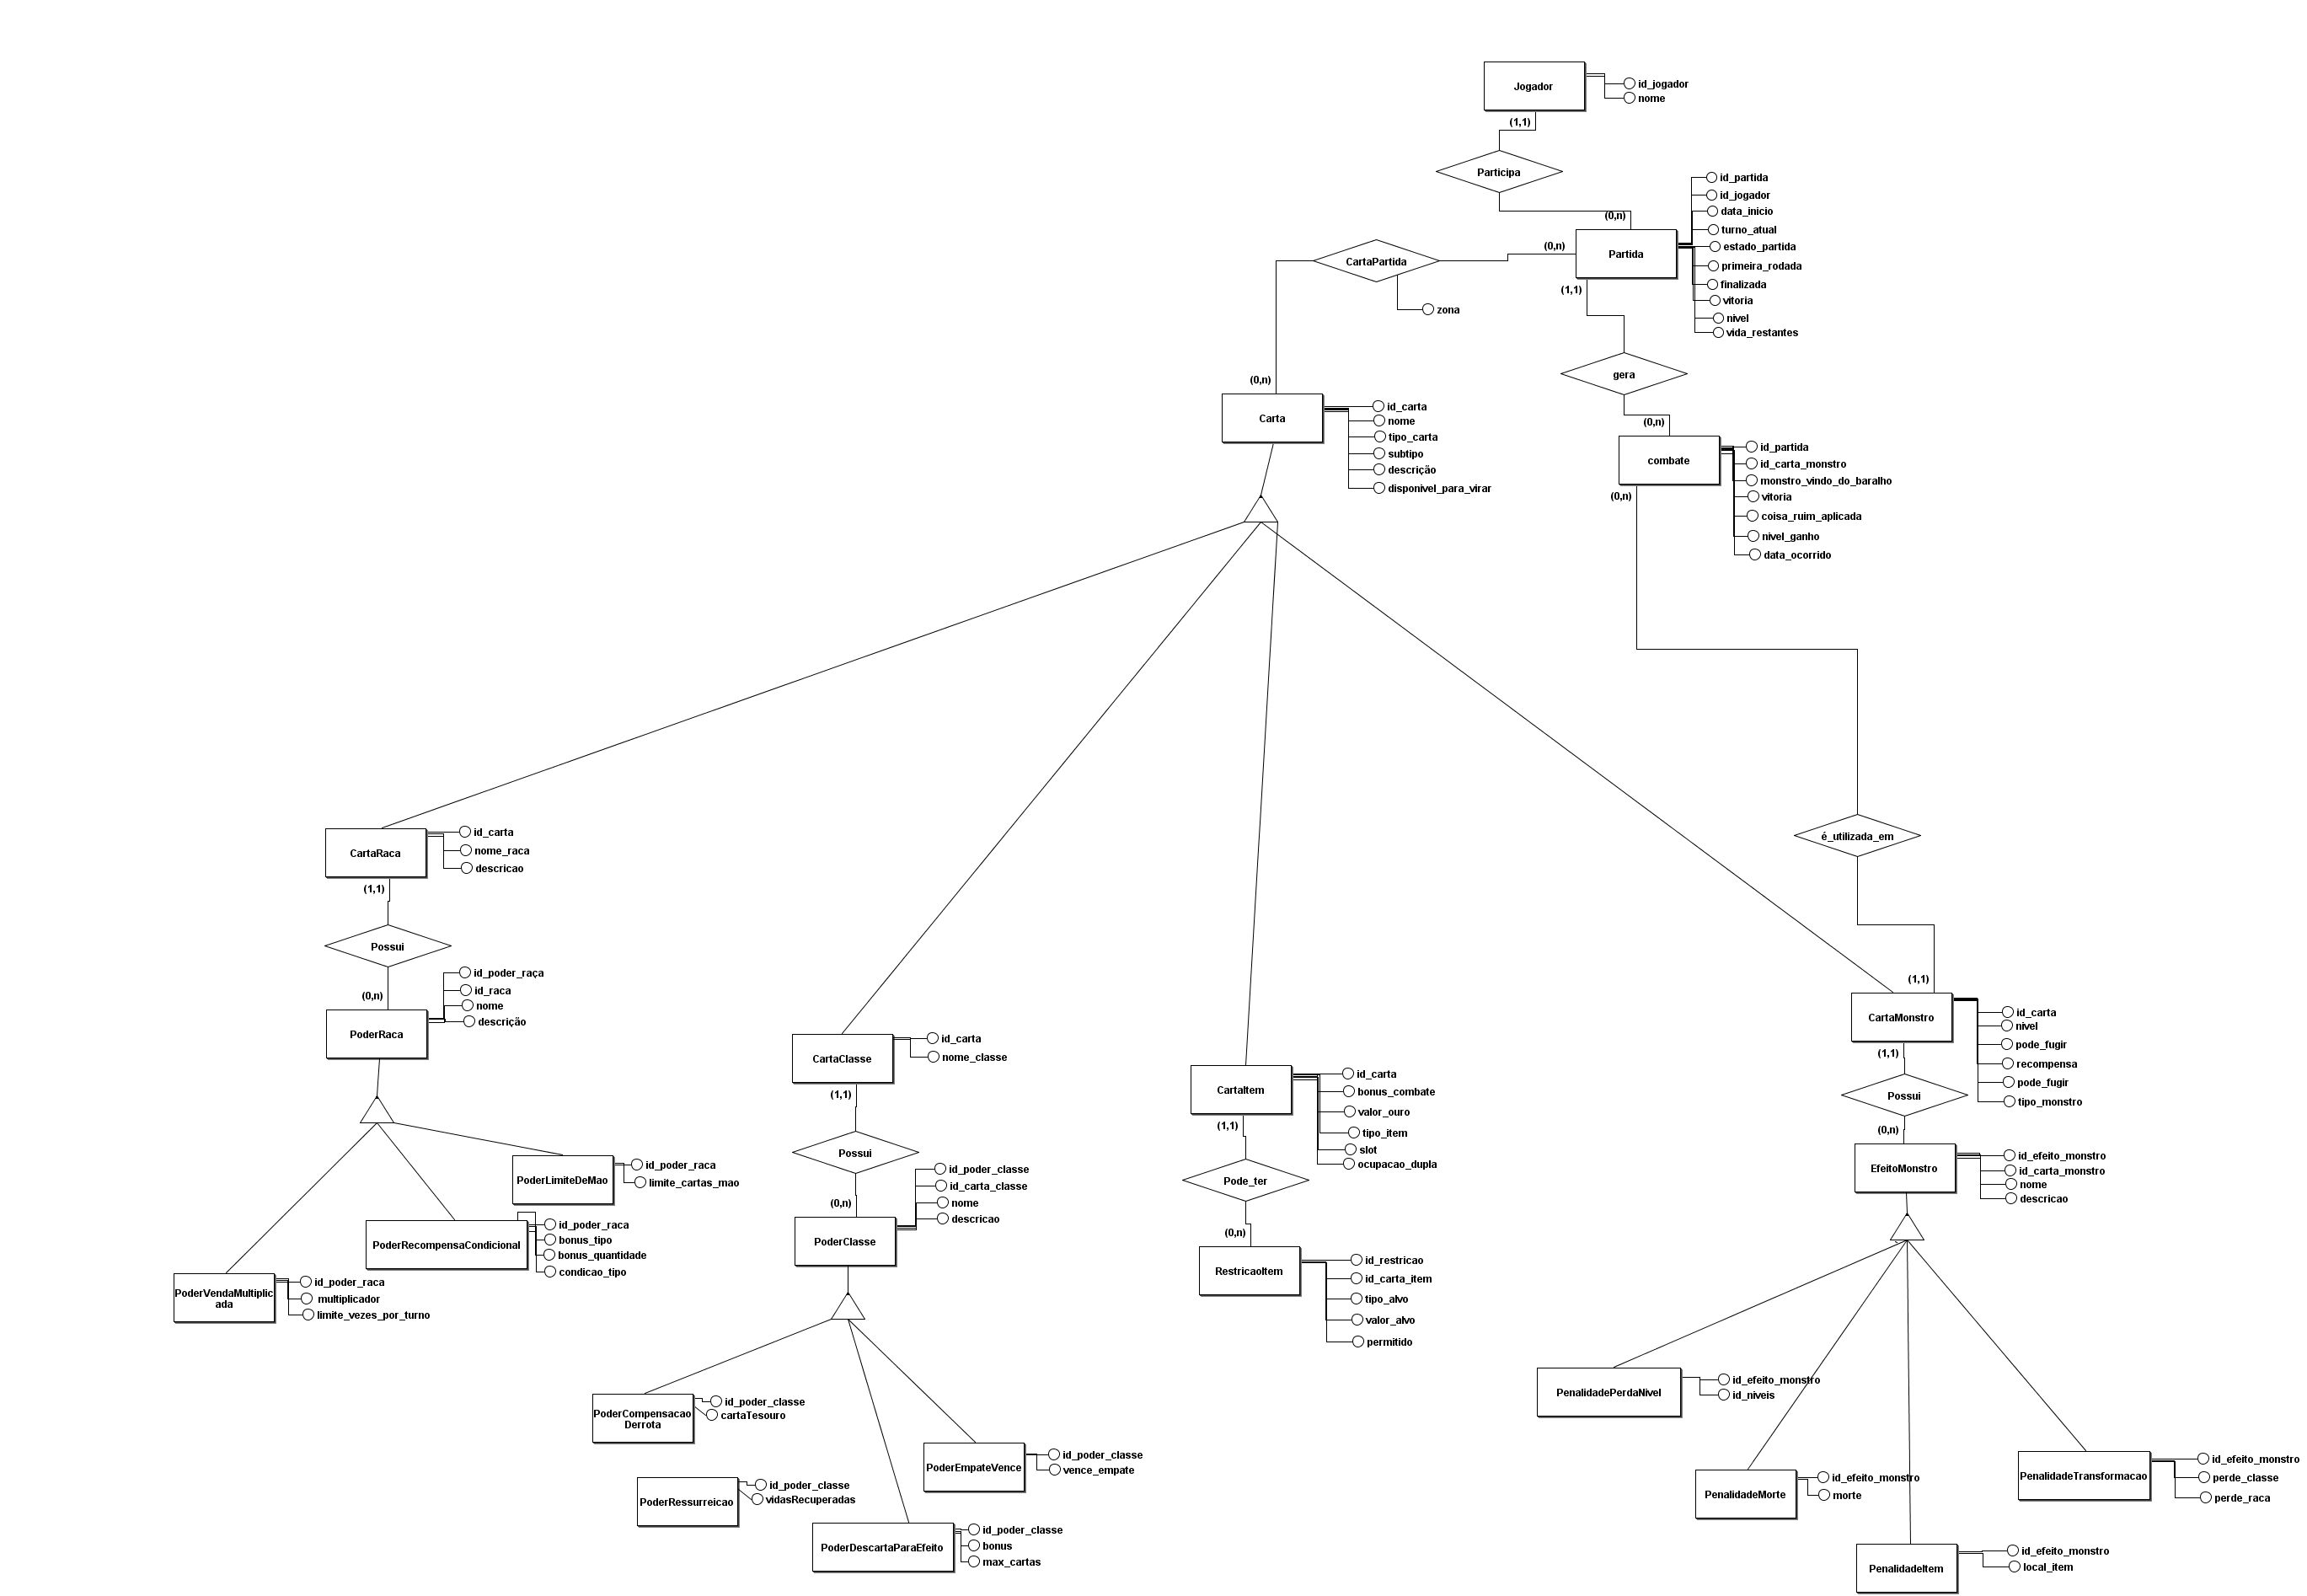 Jogador
id_jogador
nome
(1,1)
Participa
(0,n)
Partida
id_partida
id_jogador
data_inicio
turno_atual
estado_partida
primeira_rodada
finalizada
vitoria
nivel
vida_restantes
(0,n)
CartaPartida
zona
(0,n)
(1,1)
gera
(0,n)
Carta
id_carta
nome
tipo_carta
subtipo
descrição
disponivel_para_virar
combate
id_partida
id_carta_monstro
monstro_vindo_do_baralho
vitoria
coisa_ruim_aplicada
nivel_ganho
data_ocorrido
(0,n)
é_utilizada_em
(1,1)
CartaRaca
id_carta
nome_raca
descricao
(1,1)
Possui
(0,n)
PoderRaca
id_poder_raça
id_raca
nome
descrição
PoderLimiteDeMao
id_poder_raca
limite_cartas_mao
PoderRecompensaCondicional
id_poder_raca
bonus_tipo
bonus_quantidade
condicao_tipo
PoderVendaMultiplic
ada
id_poder_raca
multiplicador
limite_vezes_por_turno
CartaClasse
id_carta
nome_classe
(1,1)
Possui
(0,n)
PoderClasse
id_poder_classe
id_carta_classe
nome
descricao
PoderCompensacao
Derrota
id_poder_classe
cartaTesouro
PoderRessurreicao
id_poder_classe
vidasRecuperadas
PoderEmpateVence
id_poder_classe
vence_empate
PoderDescartaParaEfeito
id_poder_classe
bonus
max_cartas
CartaItem
id_carta
bonus_combate
valor_ouro
tipo_item
slot
ocupacao_dupla
(1,1)
Pode_ter
(0,n)
RestricaoItem
id_restricao
id_carta_item
tipo_alvo
valor_alvo
permitido
CartaMonstro
id_carta
nivel
pode_fugir
recompensa
pode_fugir
tipo_monstro
(1,1)
Possui
(0,n)
EfeitoMonstro
id_efeito_monstro
id_carta_monstro
nome
descricao
PenalidadePerdaNivel
id_efeito_monstro
id_niveis
PenalidadeMorte
id_efeito_monstro
morte
PenalidadeTransformacao
id_efeito_monstro
perde_classe
perde_raca
PenalidadeItem
id_efeito_monstro
local_item